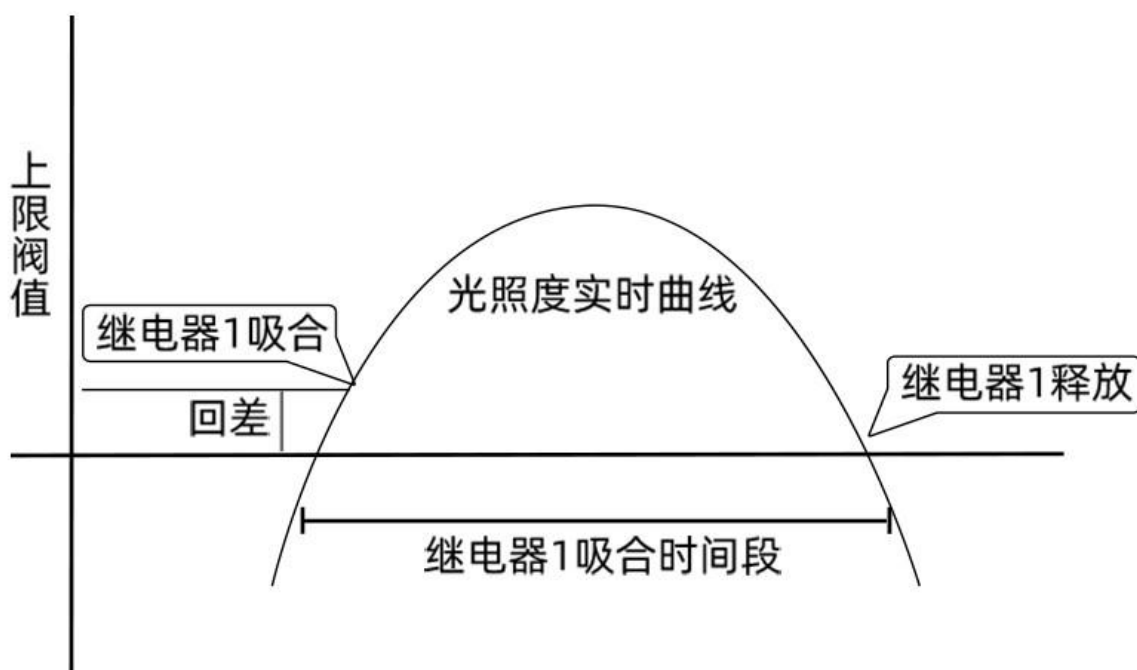 上限阀值
光照度实时曲线
继电器1吸合
继电器1释放
回差
继电器1吸合时间段